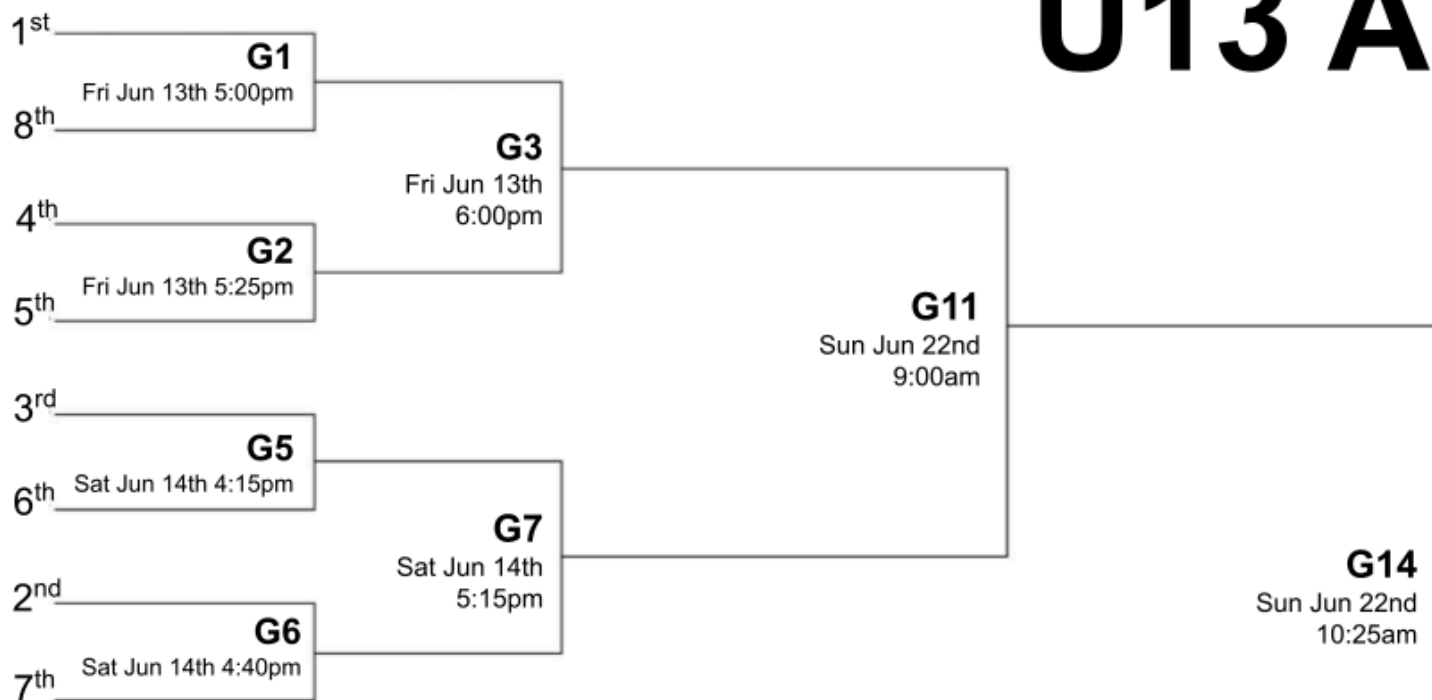 U13 A
1st
G1
Fri Jun 13th 5:00pm
8th
G3
Fri Jun 13th
6:00pm
4th
G2
Fri Jun 13th 5:25pm
5th
G11
Sun Jun 22nd
9:00am
3rd
G5
Sat Jun 14th 4:15pm
6th
G7
Sat Jun 14th
5:15pm
G14
Sun Jun 22nd
10:25am
2nd
G6
Sat Jun 14th 4:40pm
7th